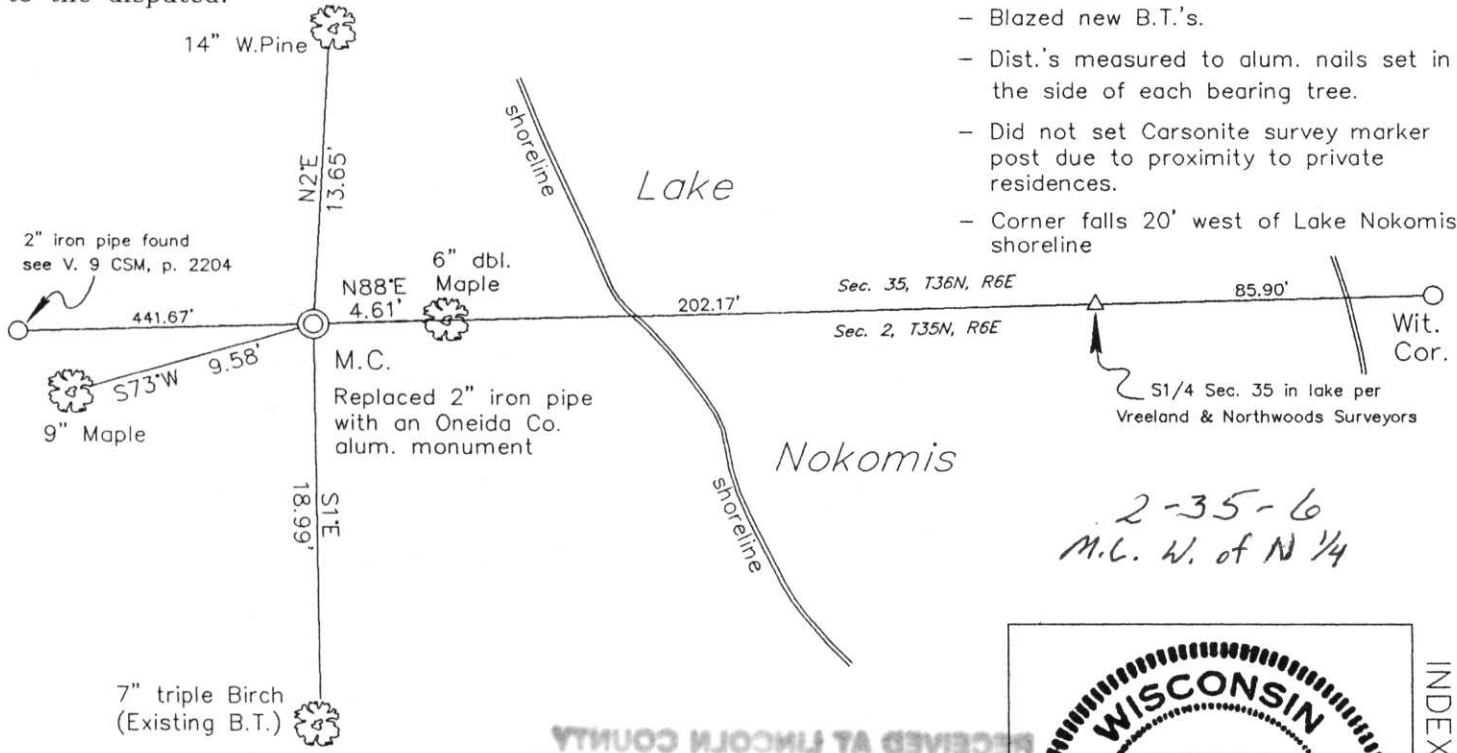 to the disputed.
14" W.Pine
N2°E
13.65'
2" iron pipe found
see V. 9 CSM, p. 2204
441.67'
N88°E
4.61'
6" dbl.
Maple
S73°W 9.58'
9" Maple
M.C.
Replaced 2" iron pipe
with an Oneida Co.
alum. monument
S1°E
18.99'
7" triple Birch
(Existing B.T.)
shoreline
Lake
Nokomis
shoreline
202.17'
Sec. 35, T36N, R6E
Sec. 2, T35N, R6E
85.90'
Wit.
Cor.
S1/4 Sec. 35 in lake per
Vreeland & Northwoods Surveyors
- Blazed new B.T.'s.
- Dist.'s measured to alum. nails set in
the side of each bearing tree.
- Did not set Carsonite survey marker
post due to proximity to private
residences.
- Corner falls 20' west of Lake Nokomis
shoreline
2-35-6
M.C. W. of N 1/4
RECEIVED AT LINCOLN COUNTY
WISCONSIN
INDEX